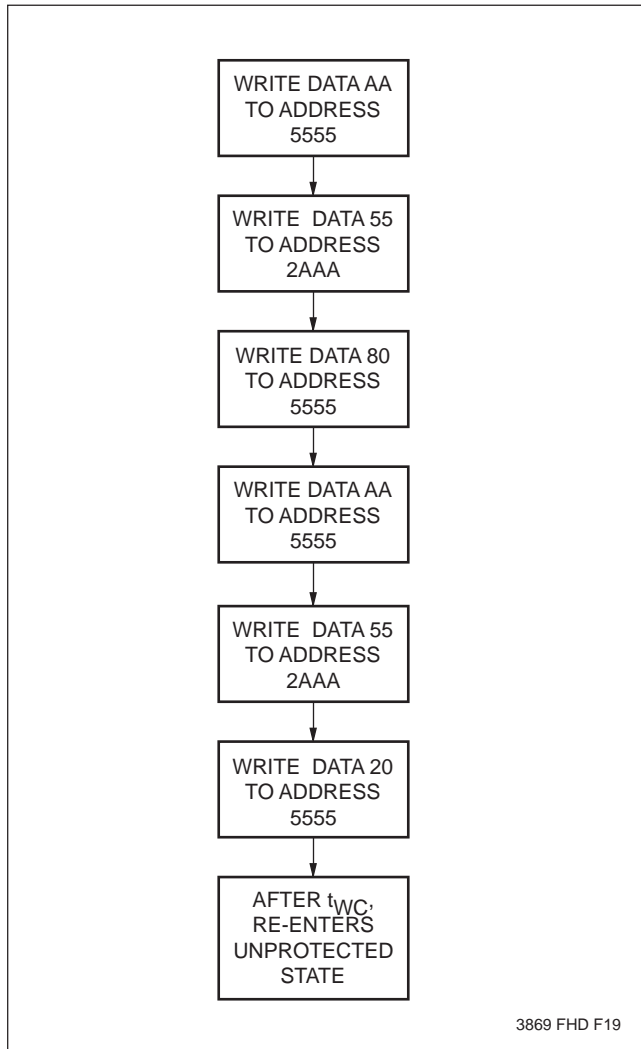 WRITE DATA AA
TO ADDRESS
5555
WRITE DATA 55
TO ADDRESS
2AAA
WRITE DATA 80
TO ADDRESS
5555
WRITE DATA AA
TO ADDRESS
5555
WRITE DATA 55
TO ADDRESS
2AAA
WRITE DATA 20
TO ADDRESS
5555
AFTER tWC,
RE-ENTERS
UNPROTECTED
STATE
3869 FHD F19